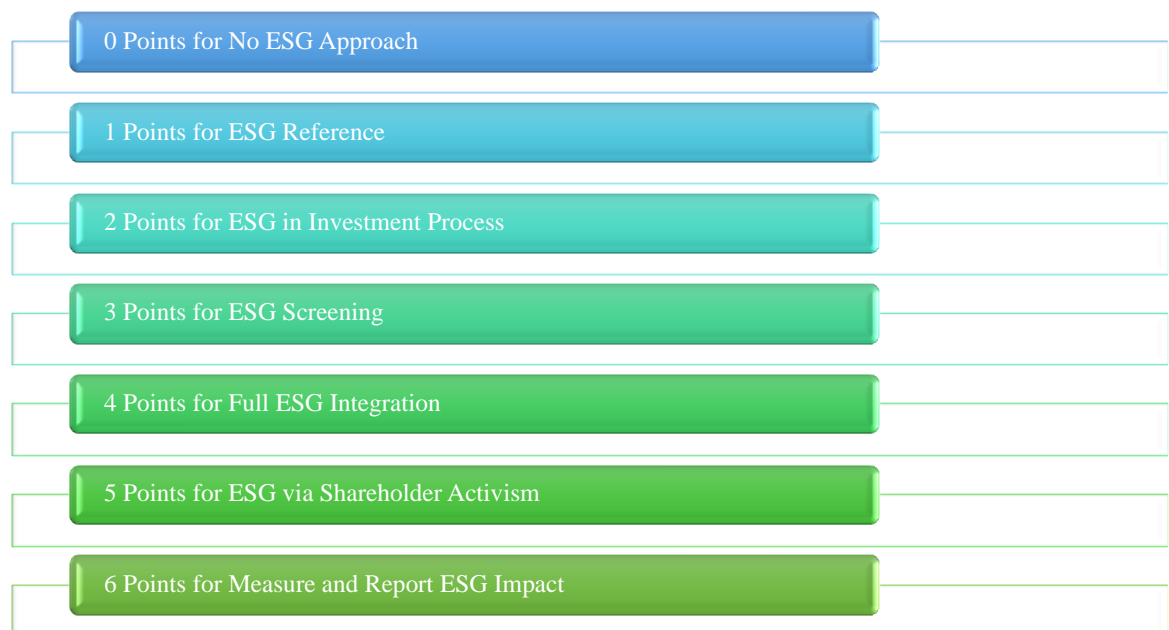 0 Points for No ESG Approach
1 Points for ESG Reference
2 Points for ESG in Investment Process
3 Points for ESG Screening
4 Points for Full ESG Integration
5 Points for ESG via Shareholder Activism
6 Points for Measure and Report ESG Impact